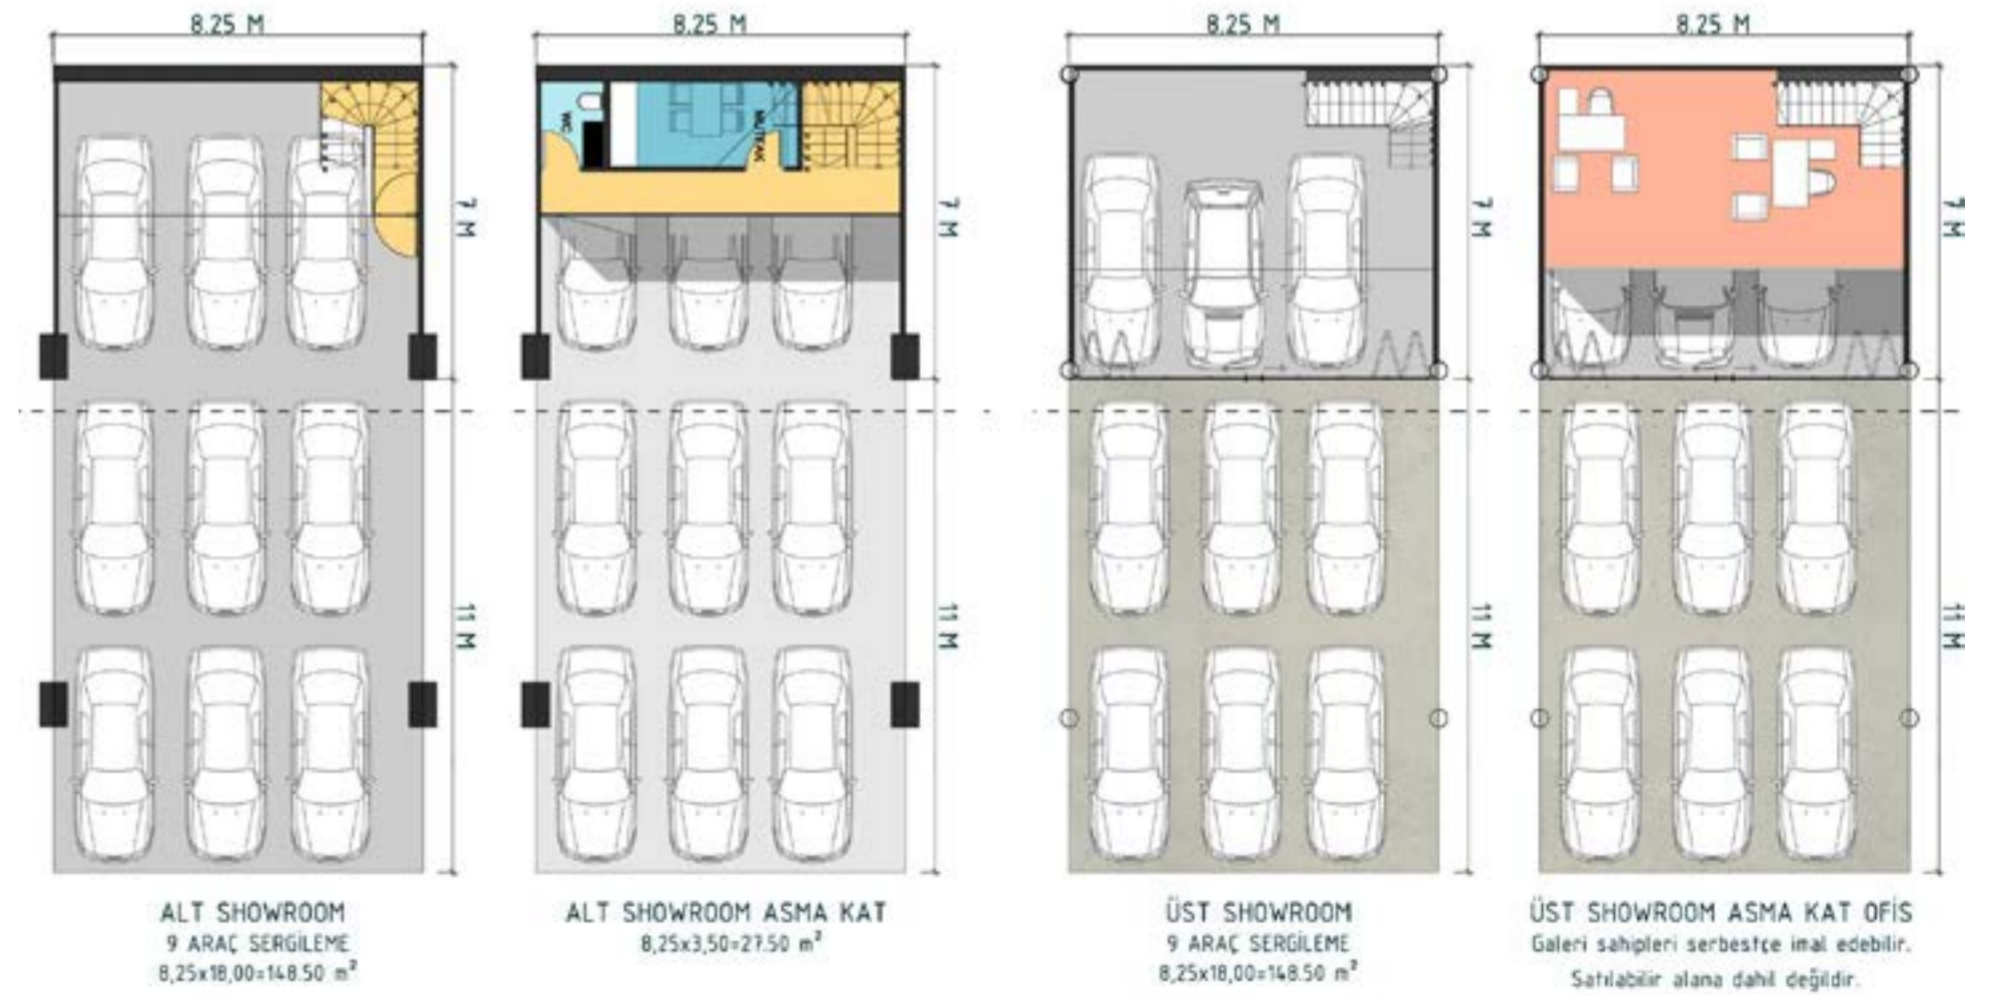 8.25 M
8.25 M
8.25 M
8.25 M
WC
MUTFAK
7 M
7 M
7 M
7 M
11 M
11 M
11 M
11 M
ALT SHOWROOM
9 ARAÇ SERGİLEME
8,25x18,00=148.50 m²
ALT SHOWROOM ASMA KAT
8,25x3,50=27.50 m²
ÜST SHOWROOM
9 ARAÇ SERGİLEME
8,25x18,00=148.50 m²
ÜST SHOWROOM ASMA KAT OFİS
Galeri sahipleri serbestçe imal edebilir.
Satılabilir alana dahil değildir.